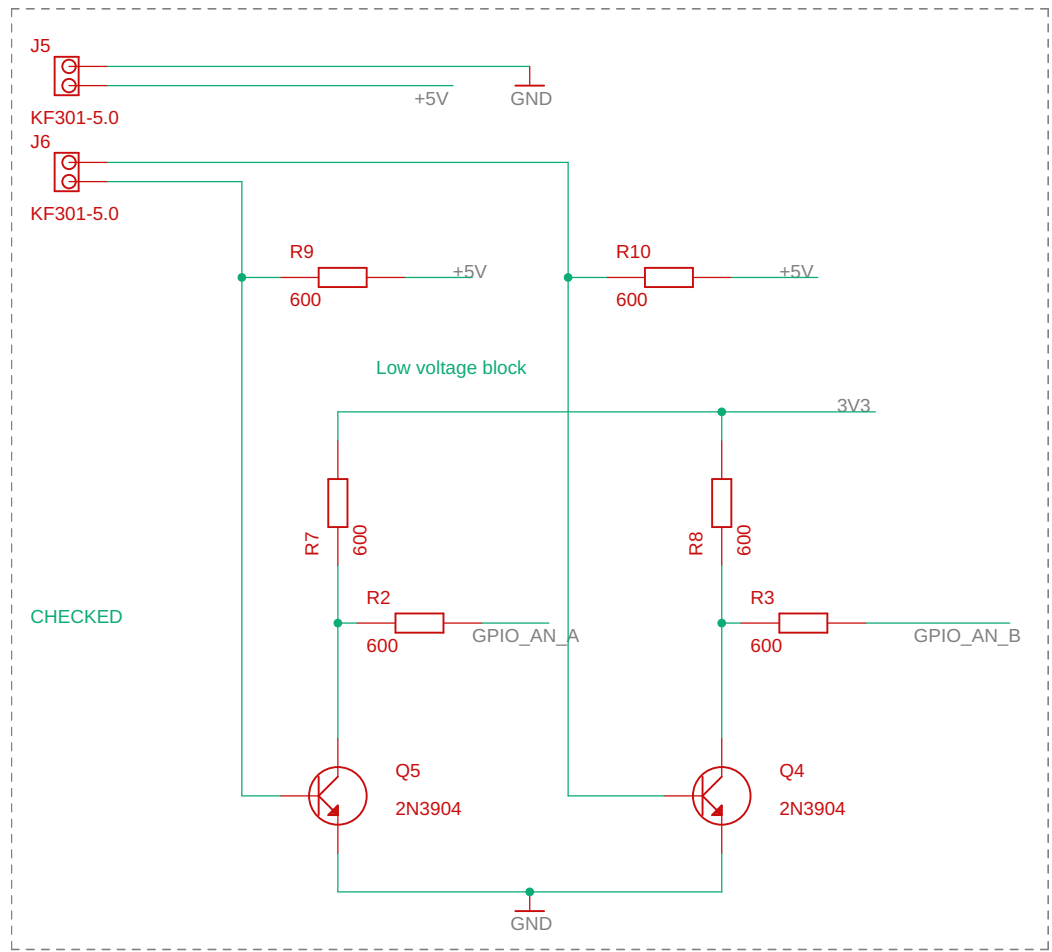 J5
+5V
GND
KF301-5.0
J6
KF301-5.0
R9
+5V
600
R10
+5V
600
Low voltage block
3V3
R7
600
R8
600
R2
GPIO_AN_A
600
R3
GPIO_AN_B
600
CHECKED
Q5
2N3904
Q4
2N3904
GND